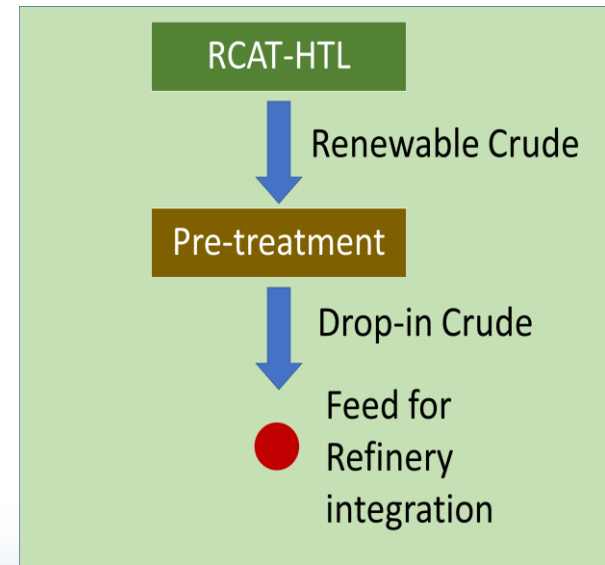 RCAT-HTL
Renewable Crude
Pre-treatment
Drop-in Crude
Feed for
Refinery
integration